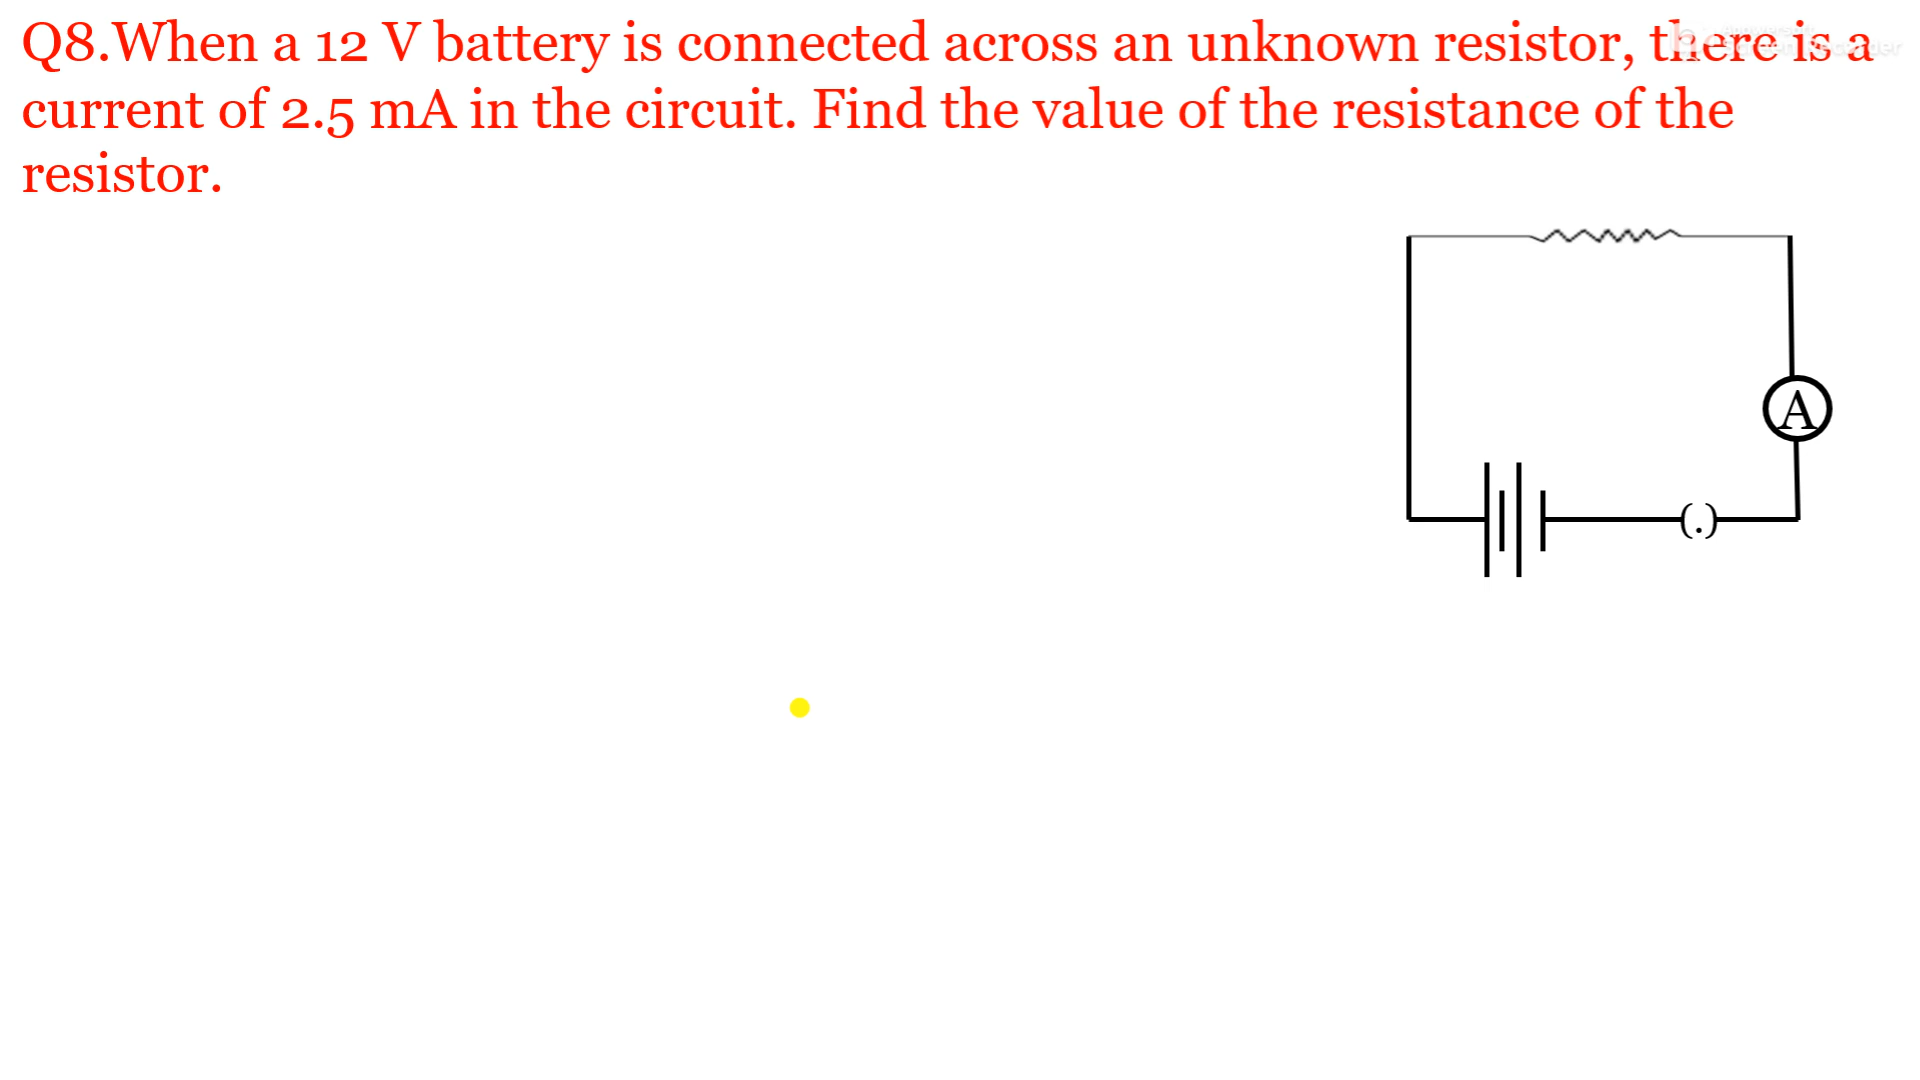 Q8.When a 12 V battery is connected across an unknown resistor, there is a
current of 2.5 mA in the circuit. Find the value of the resistance of the
resistor.
A
(.)